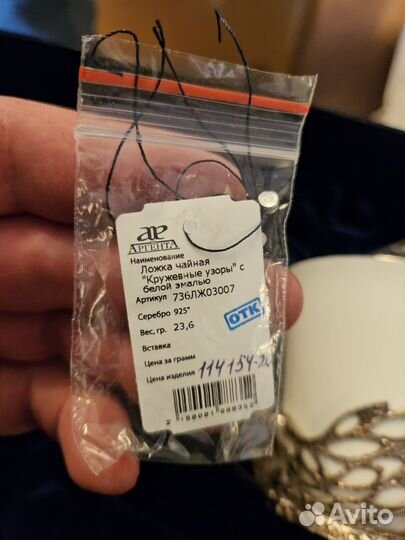 АРГЕНТА
Наименование
Ложка чайная
"Кружевные узоры" с
белой эмалью
Артикул 736ЛЖ03007
Серебро 925°
Вес, гр. 23,6
ОТК
Вставка
Цена за грамм
Цена изделия 114154-20
Avito